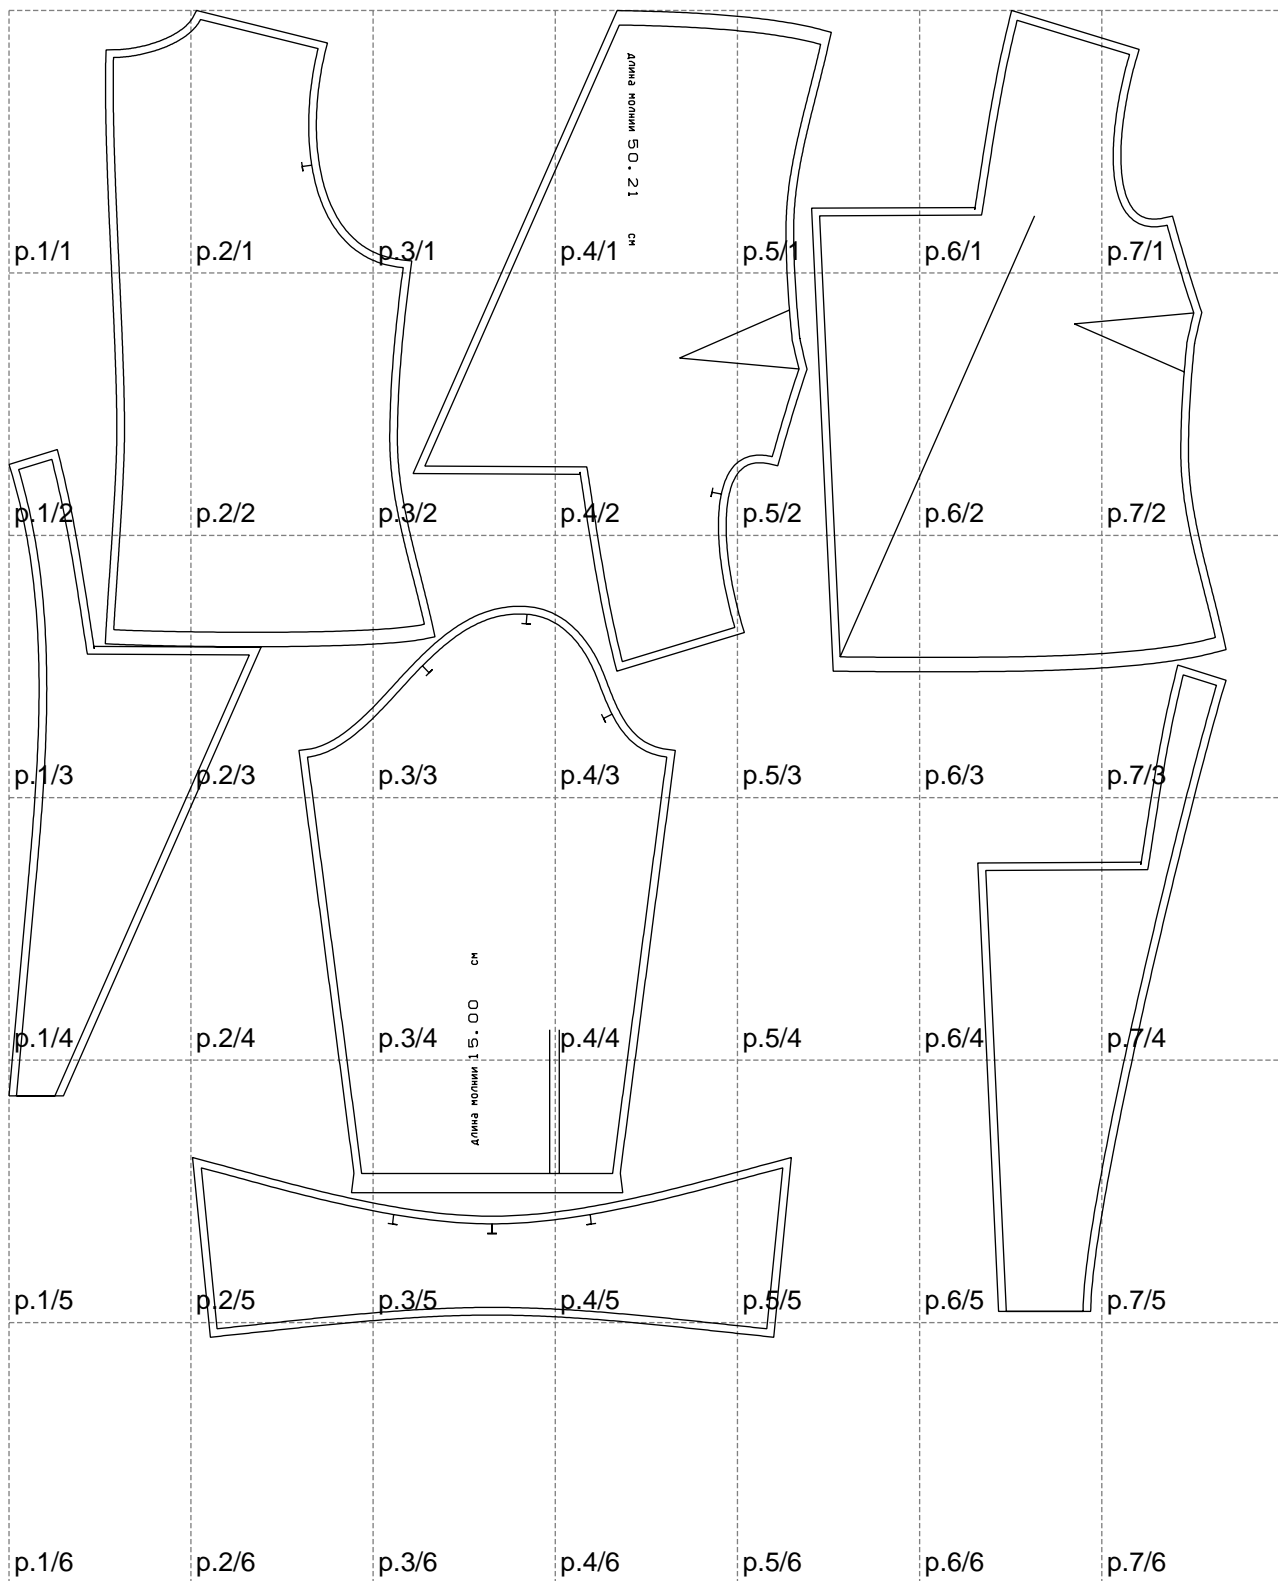 длина молнии 50.21 см
p.1/1 p.2/1 p.3/1 p.4/1 p.5/1 p.6/1 p.7/1
p.1/2 p.2/2 p.3/2 p.4/2 p.5/2 p.6/2 p.7/2
p.1/3 p.2/3 p.3/3 p.4/3 p.5/3 p.6/3 p.7/3
p.1/4 p.2/4 p.3/4 p.4/4 p.5/4 p.6/4 p.7/4
длина молнии 15.00 см
p.1/5 p.2/5 p.3/5 p.4/5 p.5/5 p.6/5 p.7/5
p.1/6 p.2/6 p.3/6 p.4/6 p.5/6 p.6/6 p.7/6